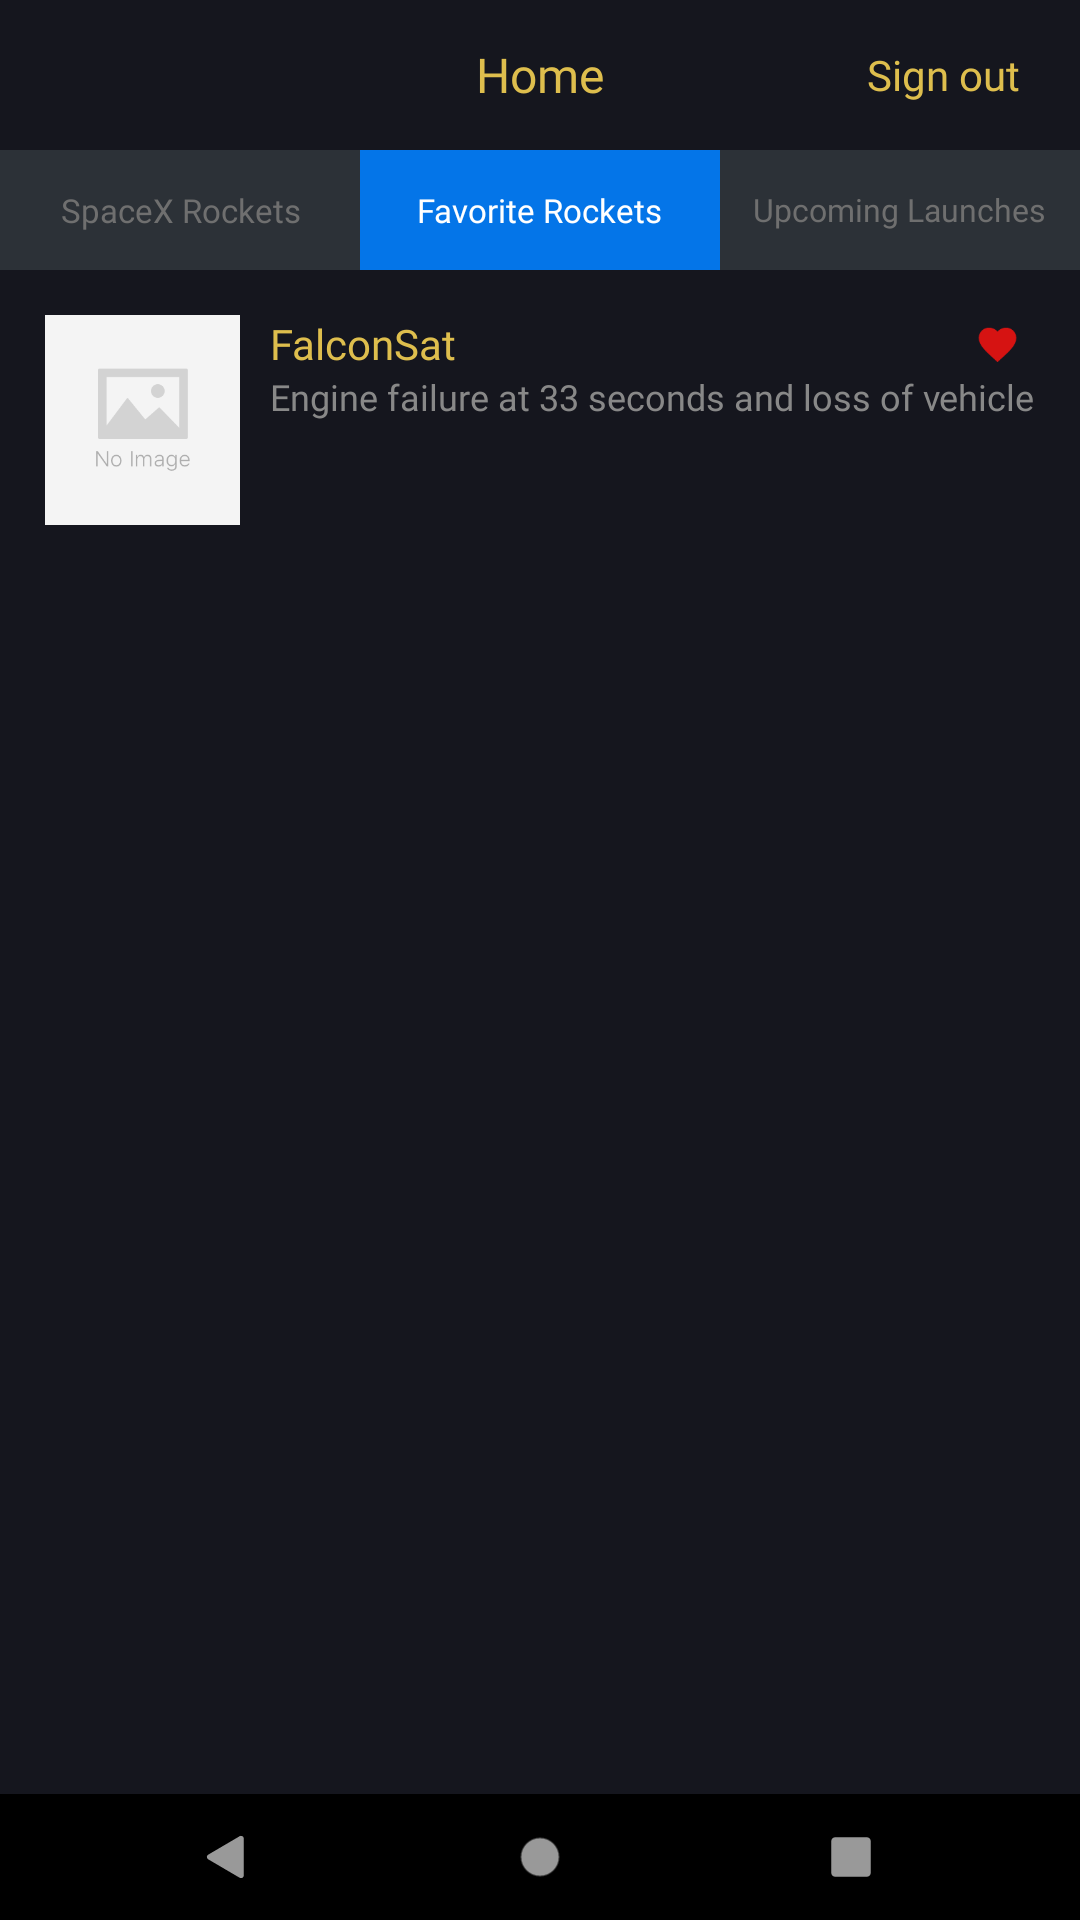 Home
Sign out
SpaceX Rockets
Favorite Rockets
Upcoming Launches
FalconSat
Engine failure at 33 seconds and loss of vehicle
No Image